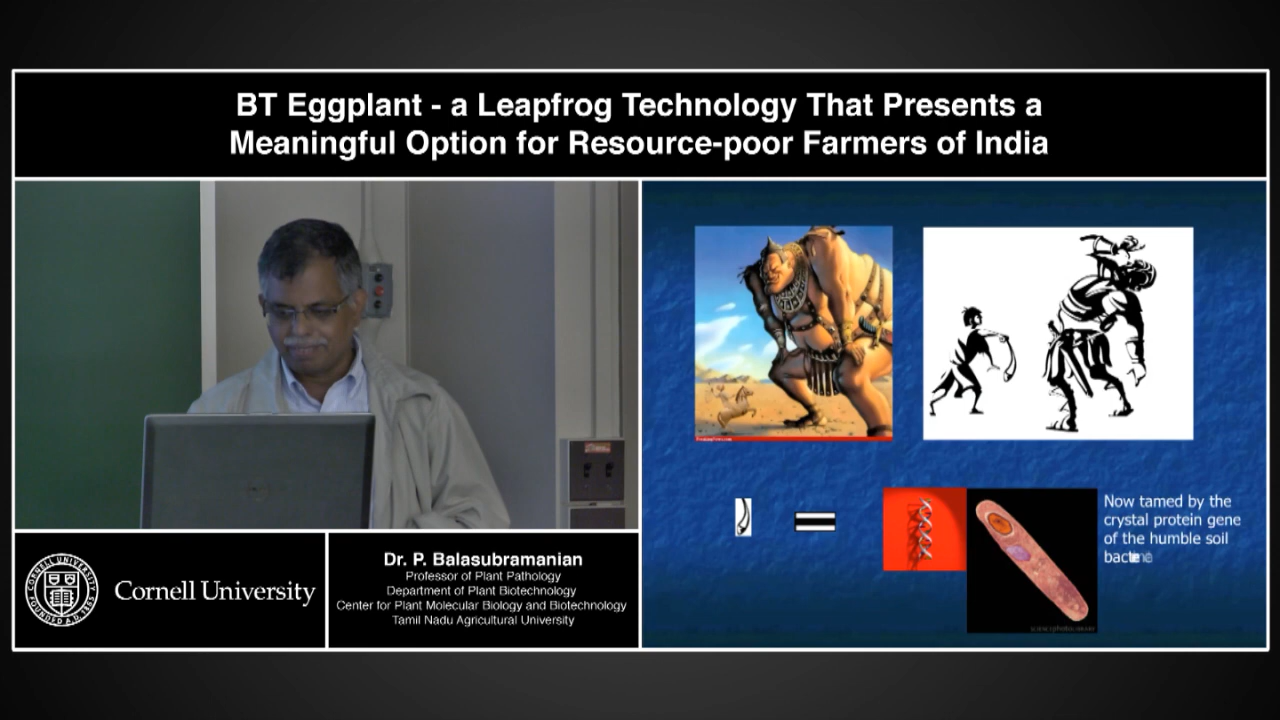 BT Eggplant - a Leapfrog Technology That Presents a
Meaningful Option for Resource-poor Farmers of India
Now tamed by the
crystal protein gene
of the humble soil
Cornell University
Dr. P. Balasubramanian
Professor of Plant Pathology
Department of Plant Biotechnology
Center for Plant Molecular Biology and Biotechnology
Tamil Nadu Agricultural University